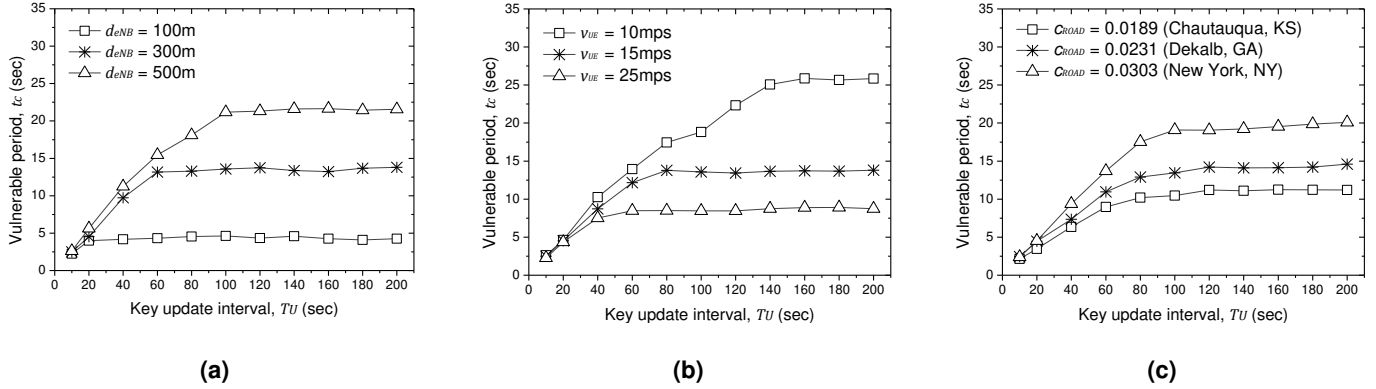 35
30
25
20
15
10
5
0
Vulnerable period, tc (sec)
deNB = 100m
deNB = 300m
deNB = 500m
0 20 40 60 80 100 120 140 160 180 200
Key update interval, TU (sec)
(a)
35
30
25
20
15
10
5
0
Vulnerable period, tc (sec)
vUE = 10mps
vUE = 15mps
vUE = 25mps
0 20 40 60 80 100 120 140 160 180 200
Key update interval, TU (sec)
(b)
35
30
25
20
15
10
5
0
Vulnerable period, tc (sec)
cROAD = 0.0189 (Chautauqua, KS)
cROAD = 0.0231 (Dekalb, GA)
cROAD = 0.0303 (New York, NY)
0 20 40 60 80 100 120 140 160 180 200
Key update interval, TU (sec)
(c)